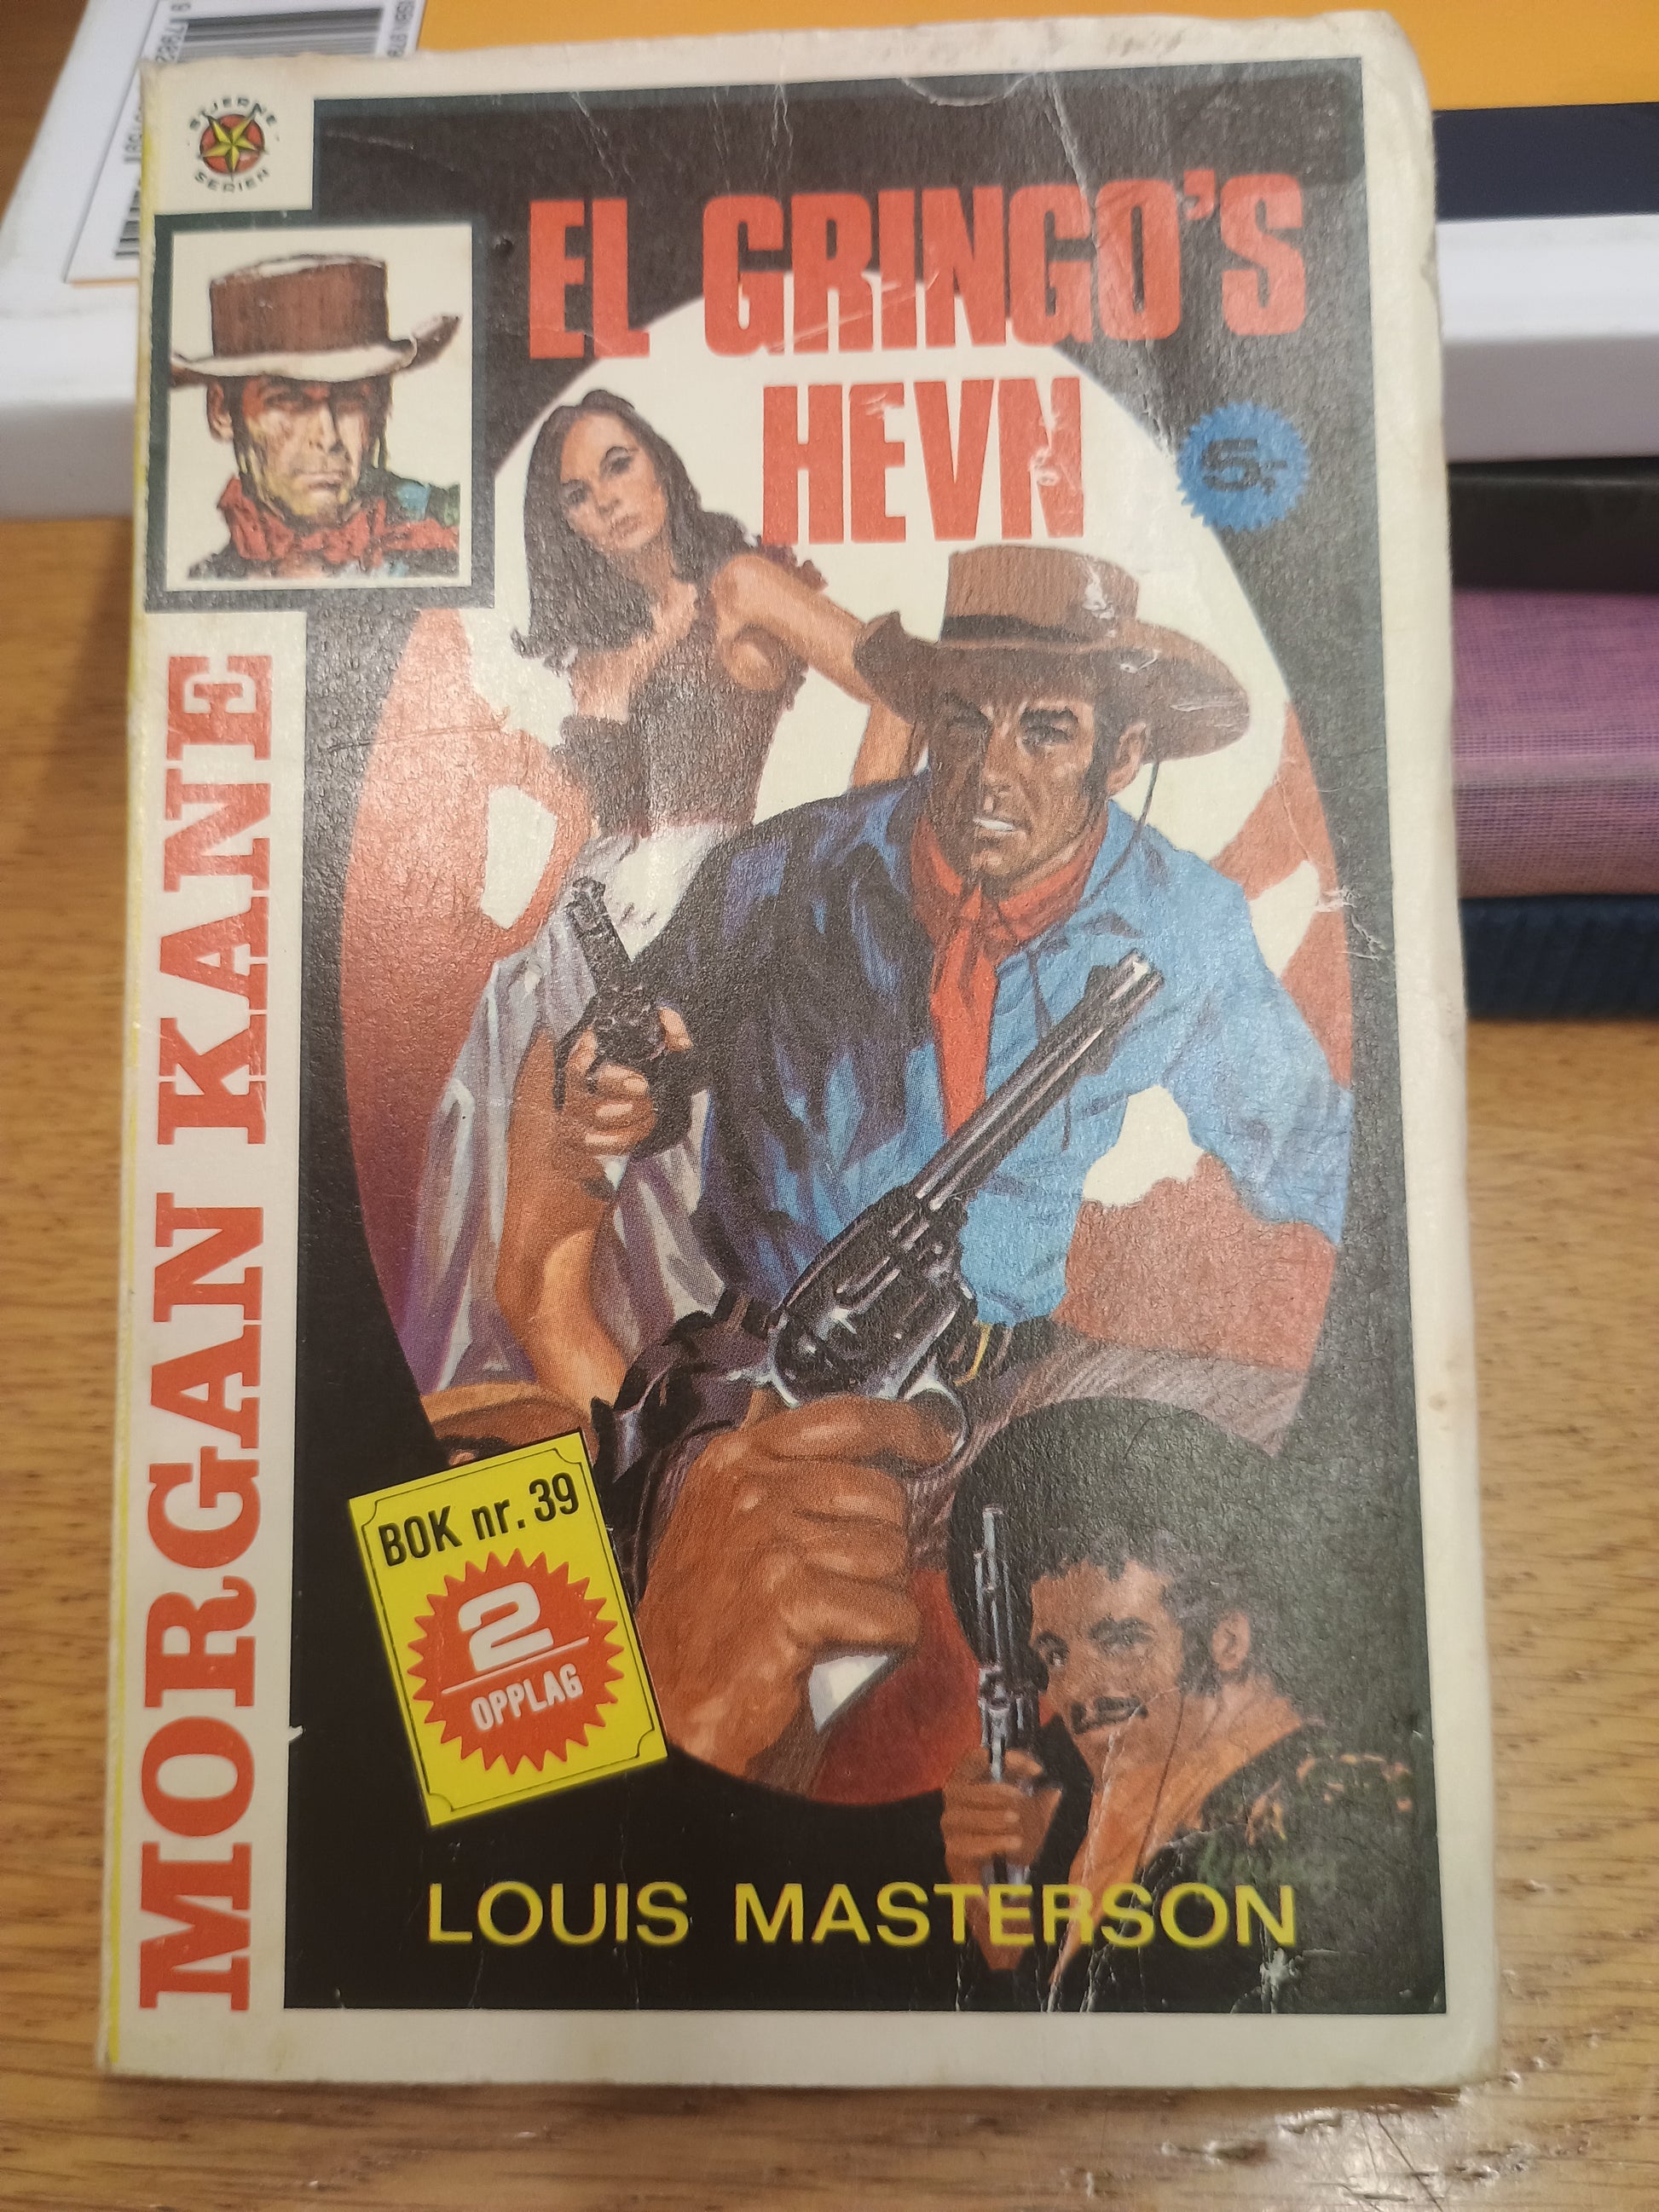 STJERNE
SERIEN
EL GRINGO'S
HEVN
5,-
MORGAN KANE
BOK nr. 39
2
OPPLAG
LOUIS MASTERSON